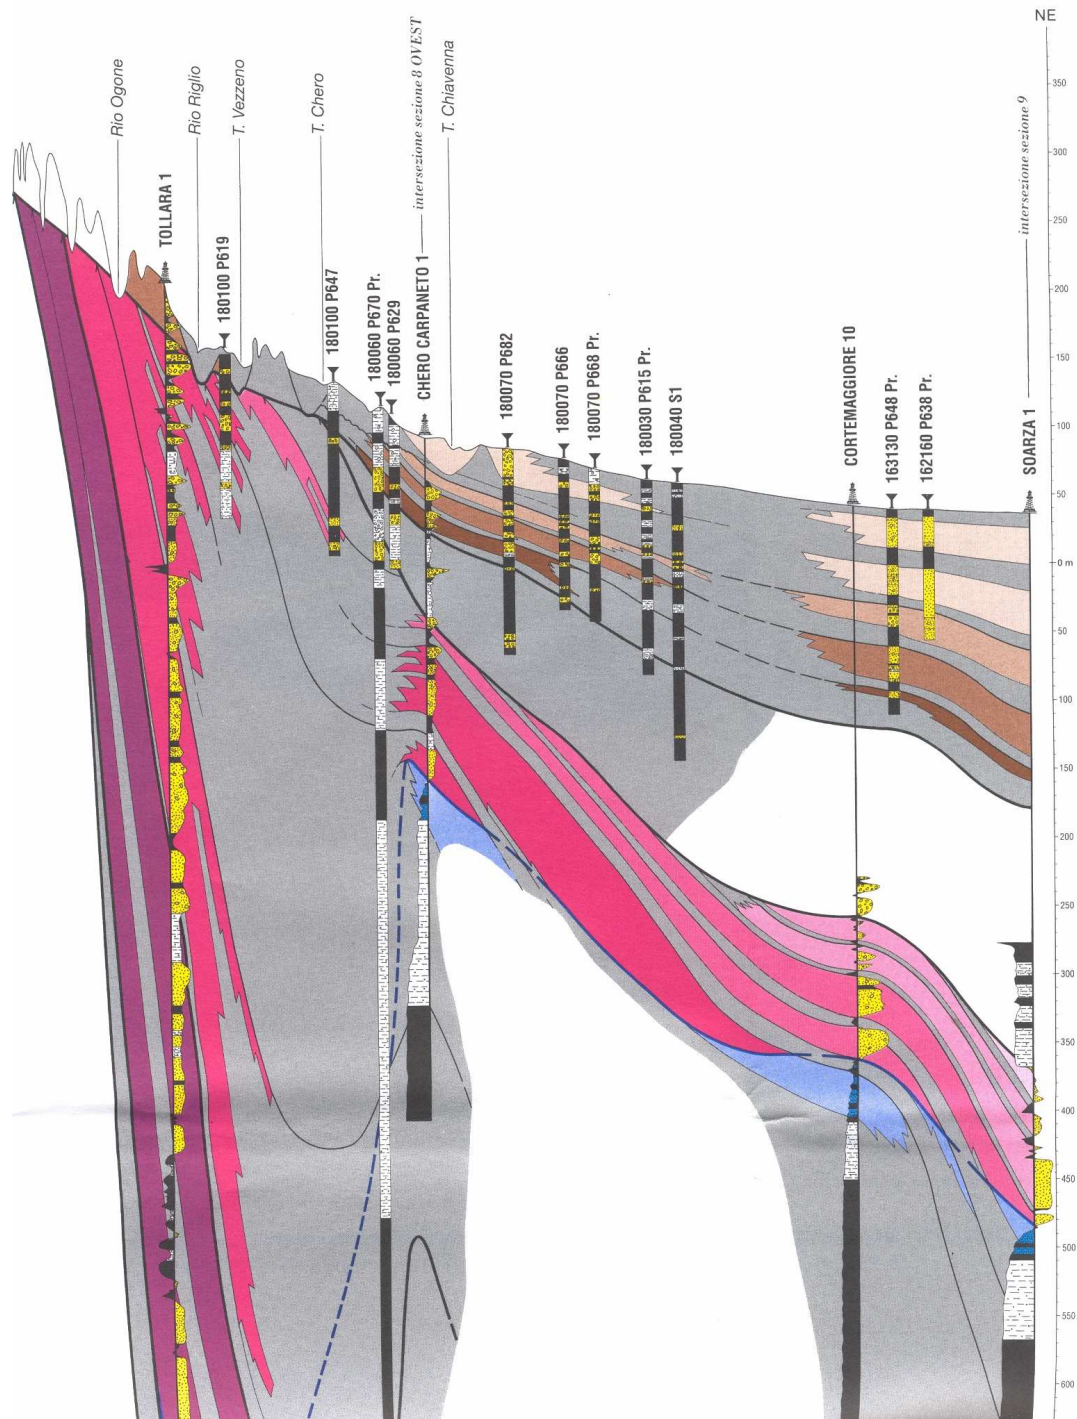 NE
Rio Ogone
TOLLARA 1
Rio Riglio
180100 P619
T. Vezzeno
T. Chero
180100 P647
180060 P670 Pr.
180060 P629
CHERO CARPANETO 1
intersezione sezione 8 OVEST
T. Chiavenna
180070 P682
180070 P666
180070 P668 Pr.
180030 P615 Pr.
180040 S1
CORTEMAGGIORE 10
163130 P648 Pr.
162160 P638 Pr.
SOARZA 1
intersezione sezione 9
350
300
250
200
150
100
50
0 m
50
100
150
200
250
300
350
400
450
500
550
600